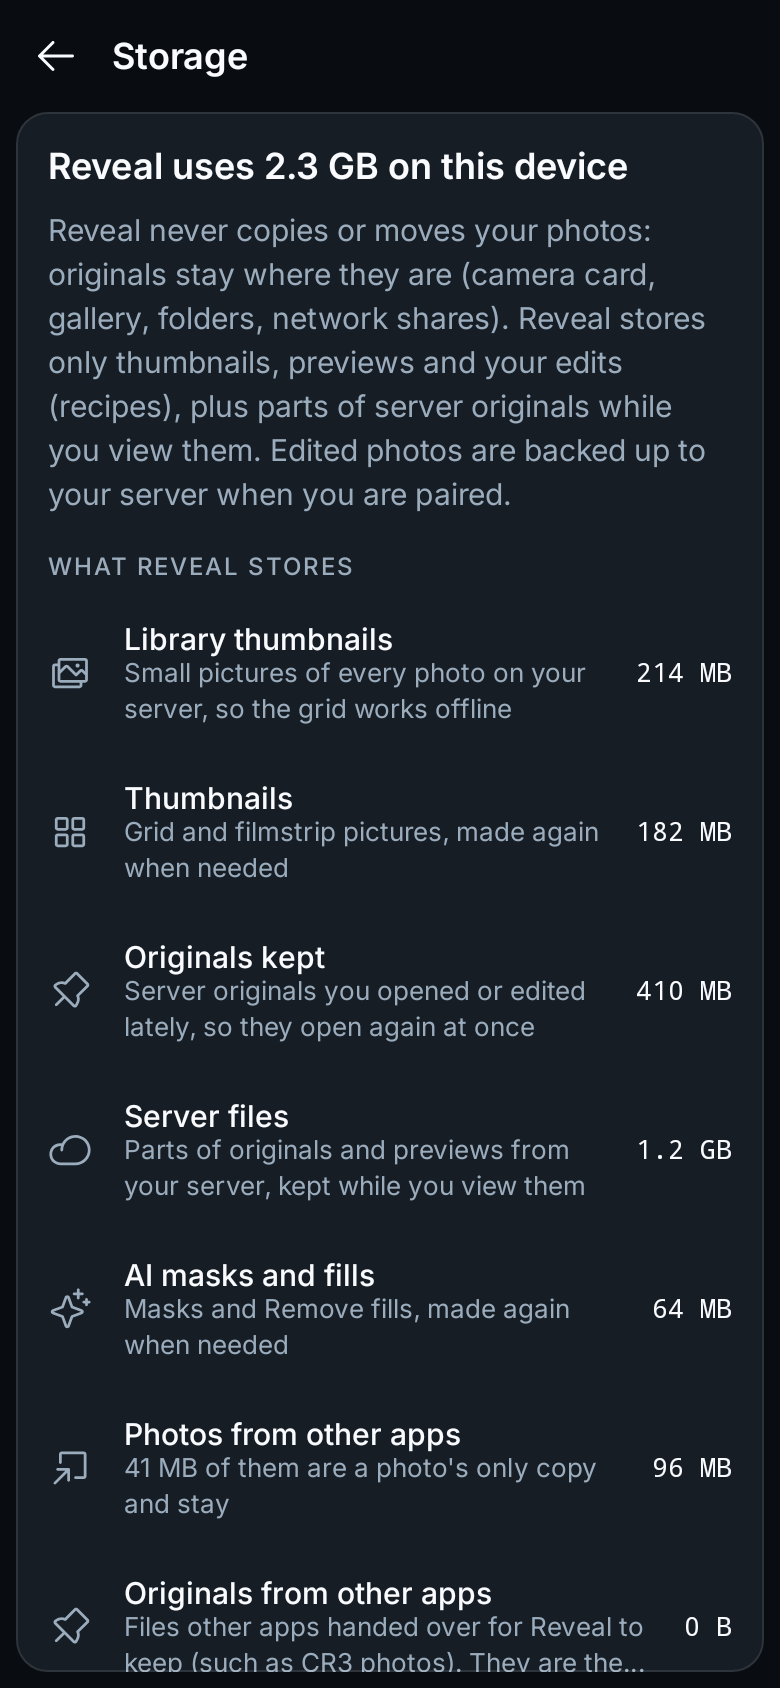 Storage
Reveal uses 2.3 GB on this device
Reveal never copies or moves your photos:
originals stay where they are (camera card,
gallery, folders, network shares). Reveal stores
only thumbnails, previews and your edits
(recipes), plus parts of server originals while
you view them. Edited photos are backed up to
your server when you are paired.
WHAT REVEAL STORES
Library thumbnails
Small pictures of every photo on your
server, so the grid works offline
214 MB
Thumbnails
Grid and filmstrip pictures, made again
when needed
182 MB
Originals kept
Server originals you opened or edited
lately, so they open again at once
410 MB
Server files
Parts of originals and previews from
your server, kept while you view them
1.2 GB
AI masks and fills
Masks and Remove fills, made again
when needed
64 MB
Photos from other apps
41 MB of them are a photo's only copy
and stay
96 MB
Originals from other apps
Files other apps handed over for Reveal to
keep (such as CR3 photos). They are the...
0 B